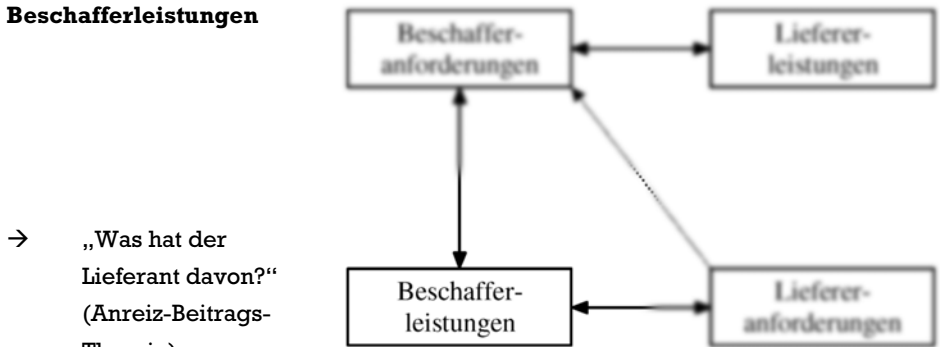 Beschafferleistungen
Beschaffer-
anforderungen
Lieferer-
leistungen
→ „Was hat der
Lieferant davon?“
(Anreiz-Beitrags-
Beschaffer-
leistungen
Lieferer-
anforderungen